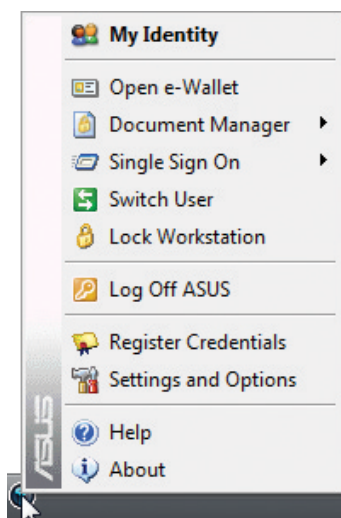 My Identity
Open e-Wallet
Document Manager
Single Sign On
Switch User
Lock Workstation
Log Off ASUS
Register Credentials
Settings and Options
Help
About
ASUS